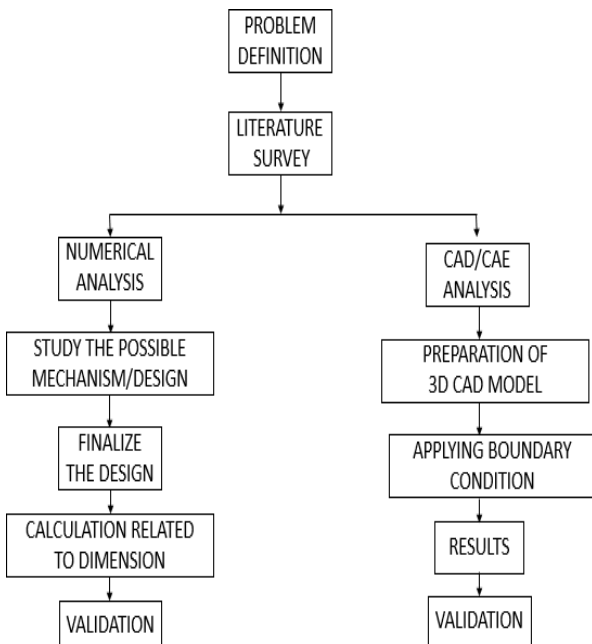 PROBLEM
DEFINITION
LITERATURE
SURVEY
NUMERICAL
ANALYSIS
STUDY THE POSSIBLE
MECHANISM/DESIGN
FINALIZE
THE DESIGN
CALCULATION RELATED
TO DIMENSION
VALIDATION
CAD/CAE
ANALYSIS
PREPARATION OF
3D CAD MODEL
APPLYING BOUNDARY
CONDITION
RESULTS
VALIDATION